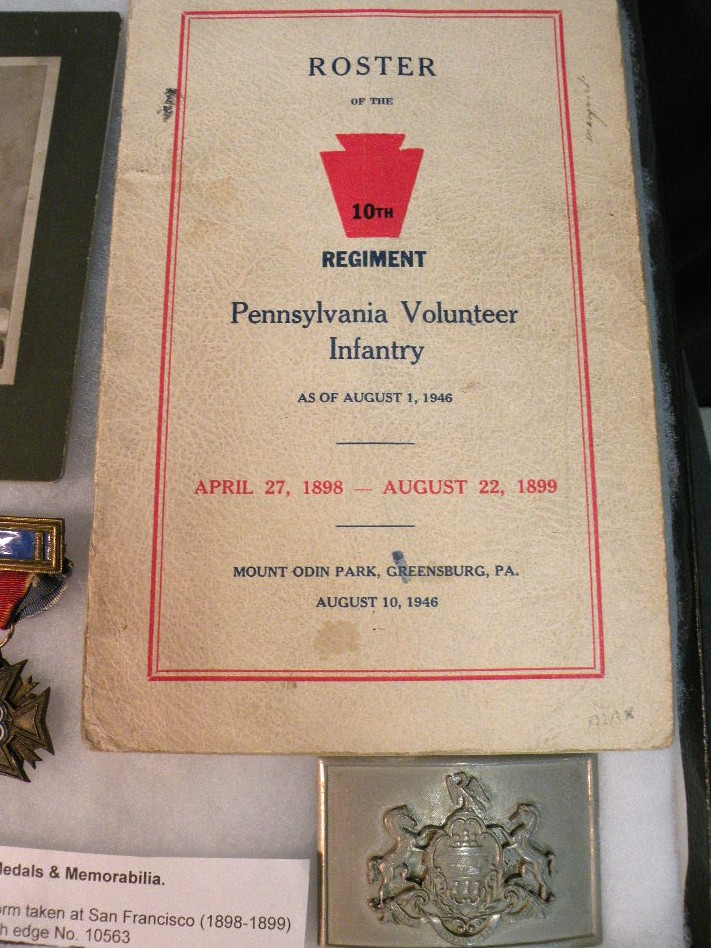 ROSTER
OF THE
10TH
REGIMENT
Pennsylvania Volunteer
Infantry
AS OF AUGUST 1, 1946
APRIL 27, 1898 — AUGUST 22, 1899
MOUNT ODIN PARK, GREENSBURG, PA.
AUGUST 10, 1946
Medals & Memorabilia.
orm taken at San Francisco (1898-1899)
h edge No. 10563